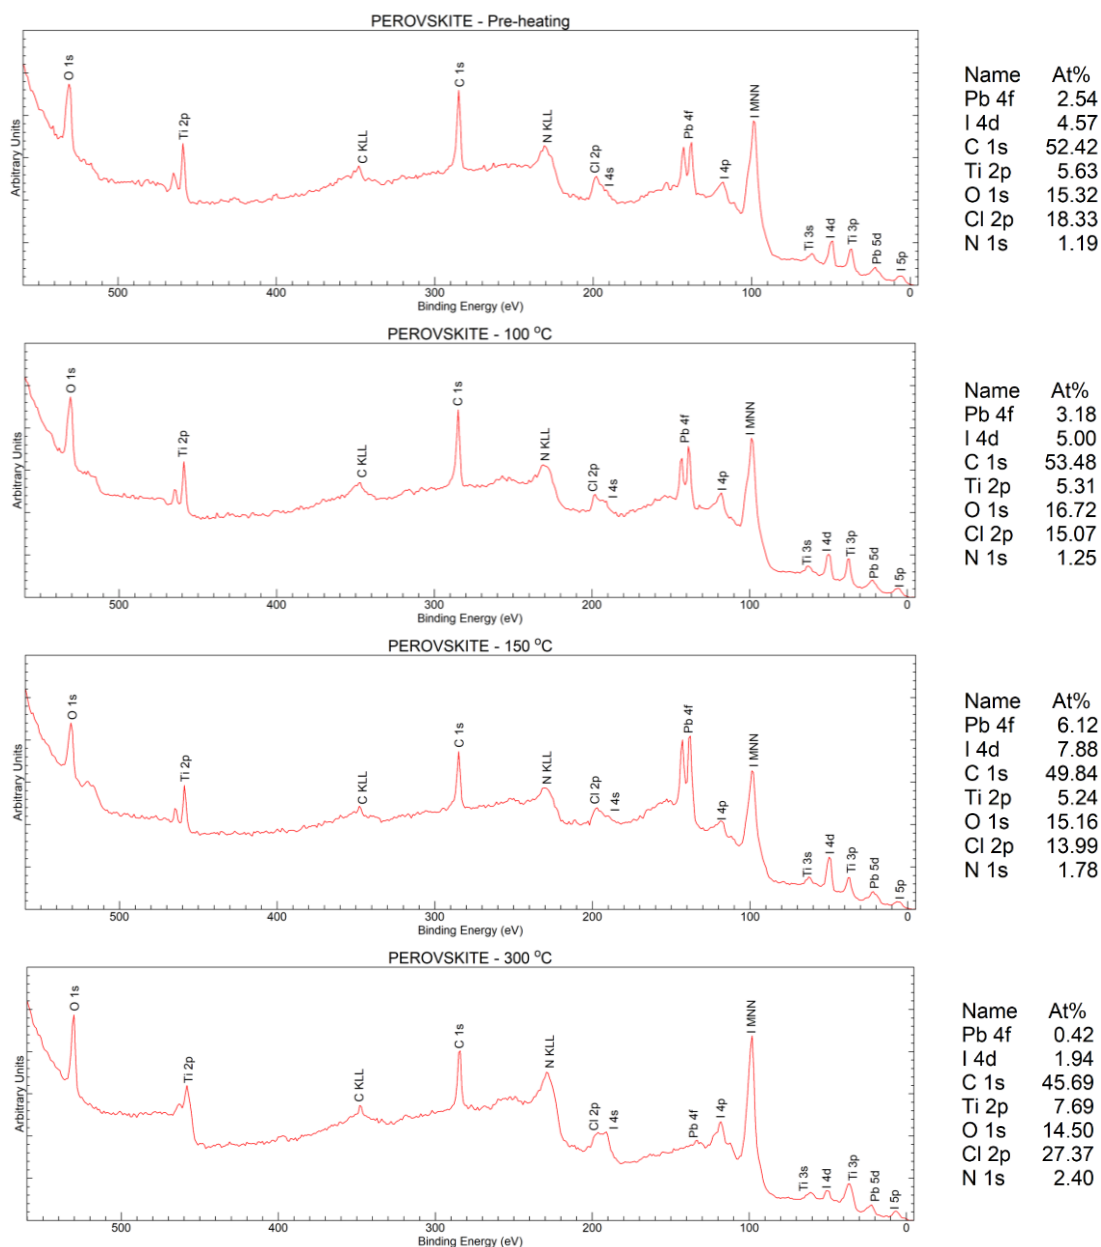 PEROVSKITE - Pre-heating
Arbitrary Units
O 1s
Ti 2p
C KLL
C 1s
N KLL
Cl 2p
I 4s
Pb 4f
I 4p
I MNN
Ti 3s
I 4d
Ti 3p
Pb 5d
I 5p
500 400 300 200 100 0
Binding Energy (eV)
Name At%
Pb 4f 2.54
I 4d 4.57
C 1s 52.42
Ti 2p 5.63
O 1s 15.32
Cl 2p 18.33
N 1s 1.19
PEROVSKITE - 100 °C
Arbitrary Units
O 1s
Ti 2p
C KLL
C 1s
N KLL
Cl 2p
I 4s
Pb 4f
I 4p
I MNN
Ti 3s
I 4d
Ti 3p
Pb 5d
I 5p
500 400 300 200 100 0
Binding Energy (eV)
Name At%
Pb 4f 3.18
I 4d 5.00
C 1s 53.48
Ti 2p 5.31
O 1s 16.72
Cl 2p 15.07
N 1s 1.25
PEROVSKITE - 150 °C
Arbitrary Units
O 1s
Ti 2p
C KLL
C 1s
N KLL
Cl 2p
I 4s
Pb 4f
I 4p
I MNN
Ti 3s
I 4d
Ti 3p
Pb 5d
I 5p
500 400 300 200 100 0
Binding Energy (eV)
Name At%
Pb 4f 6.12
I 4d 7.88
C 1s 49.84
Ti 2p 5.24
O 1s 15.16
Cl 2p 13.99
N 1s 1.78
PEROVSKITE - 300 °C
Arbitrary Units
O 1s
Ti 2p
C KLL
C 1s
N KLL
Cl 2p
I 4s
Pb 4f
I 4p
I MNN
Ti 3s
I 4d
Ti 3p
Pb 5d
I 5p
500 400 300 200 100 0
Binding Energy (eV)
Name At%
Pb 4f 0.42
I 4d 1.94
C 1s 45.69
Ti 2p 7.69
O 1s 14.50
Cl 2p 27.37
N 1s 2.40